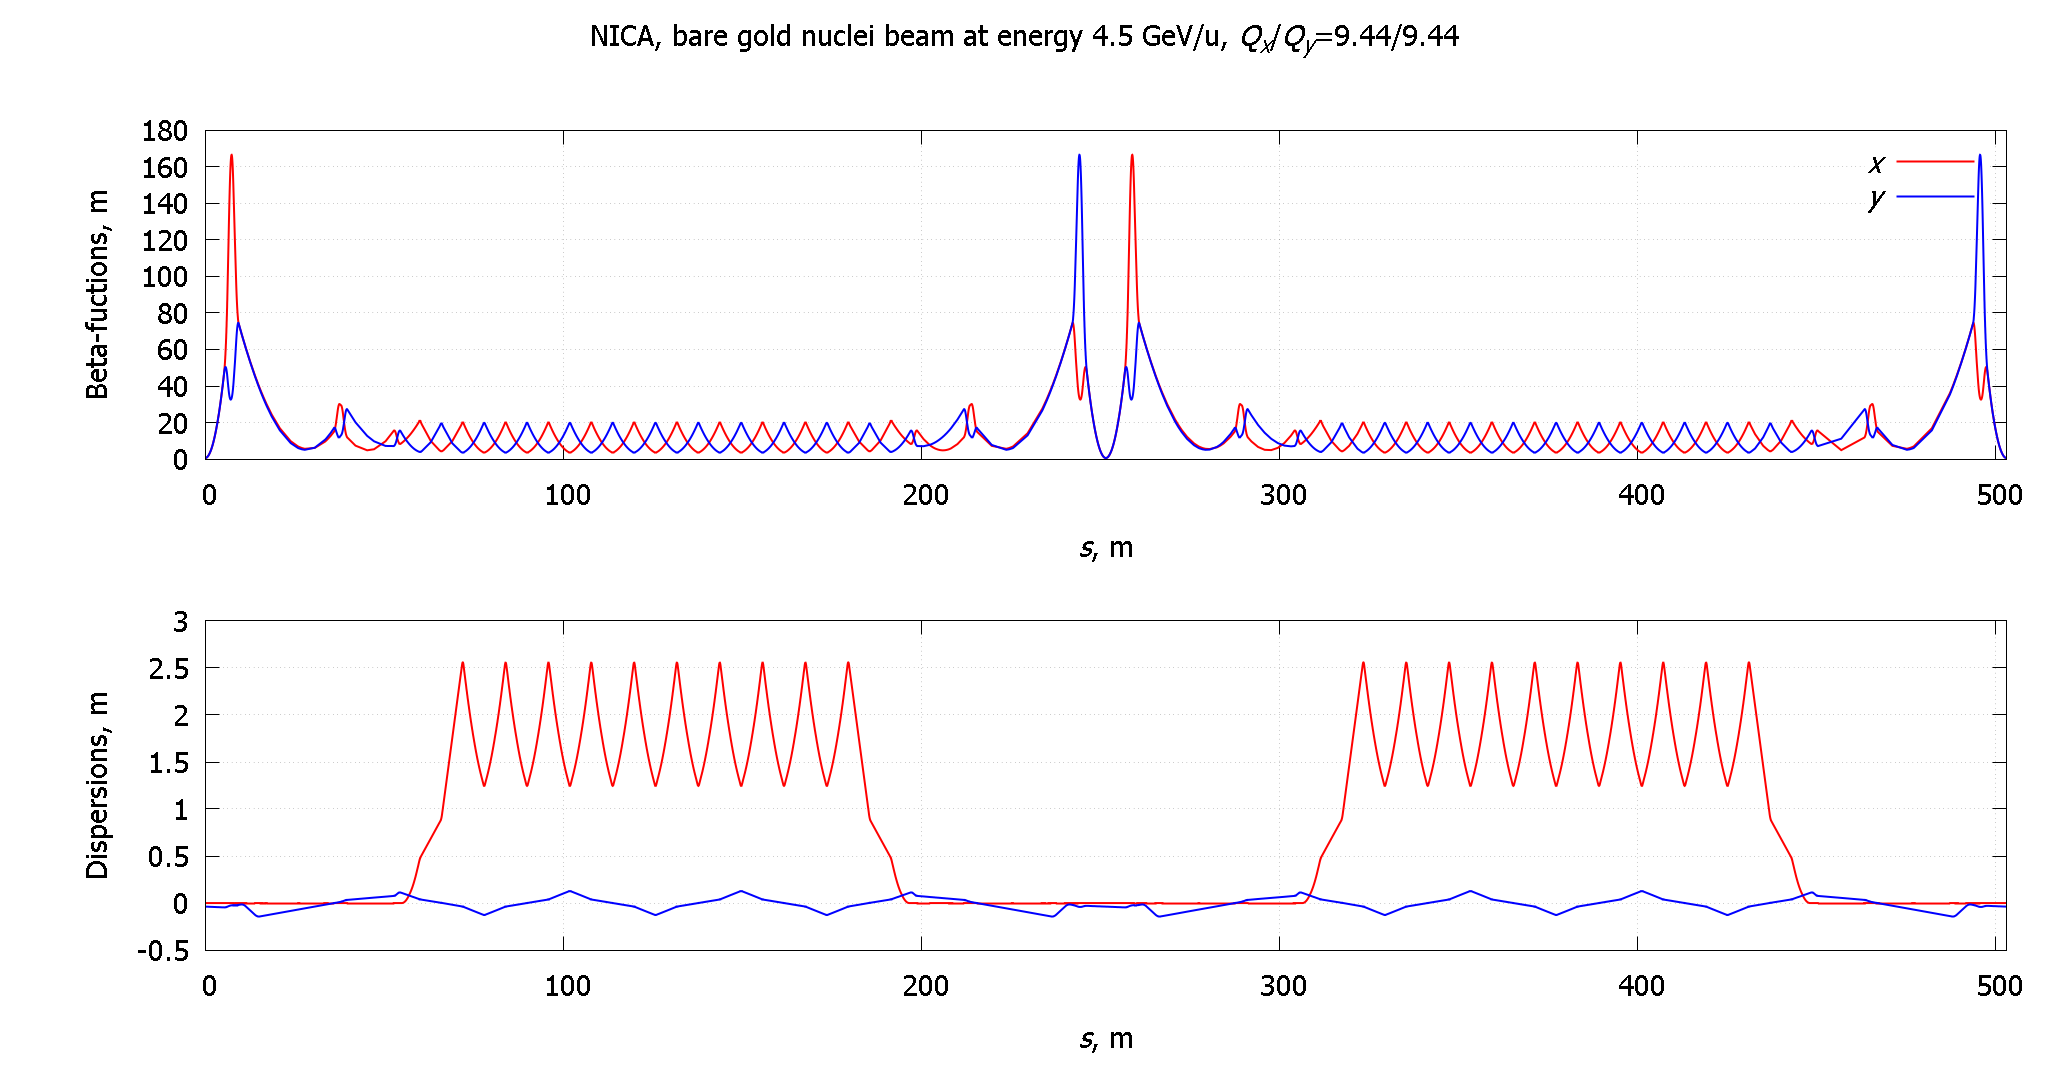 NICA, bare gold nuclei beam at energy 4.5 GeV/u, Qx/Qy=9.44/9.44
180
160
140
120
100
80
60
40
20
0
Beta-fuctions, m
x
y
0 100 200 300 400 500
s, m
3
2.5
2
1.5
1
0.5
0
-0.5
Dispersions, m
0 100 200 300 400 500
s, m